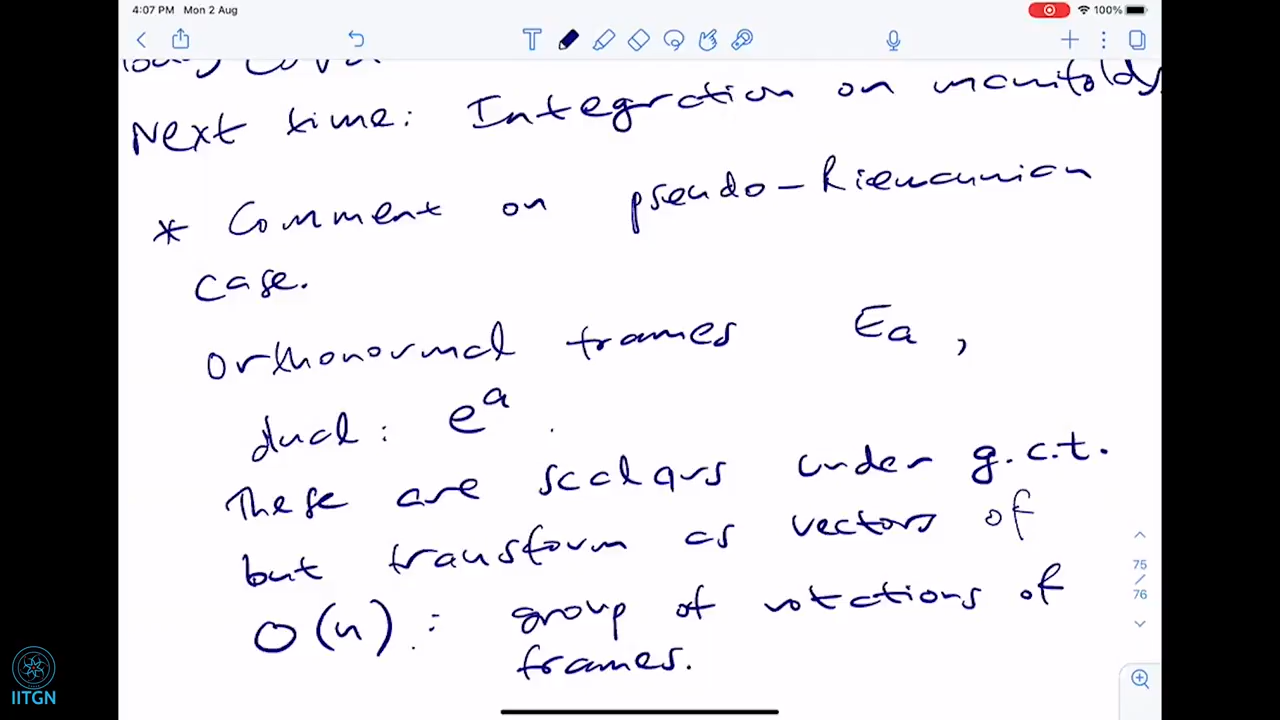 4:07 PM Mon 2 Aug
100%
Next time: Integration on manifolds
* Comment on pseudo-Riemannian
case.
Orthonormal frames Ea ,
dual : e^a
These are scalars under g.c.t.
but transform as vectors of
O(n) : group of rotations of
frames.
75
/
76
IITGN